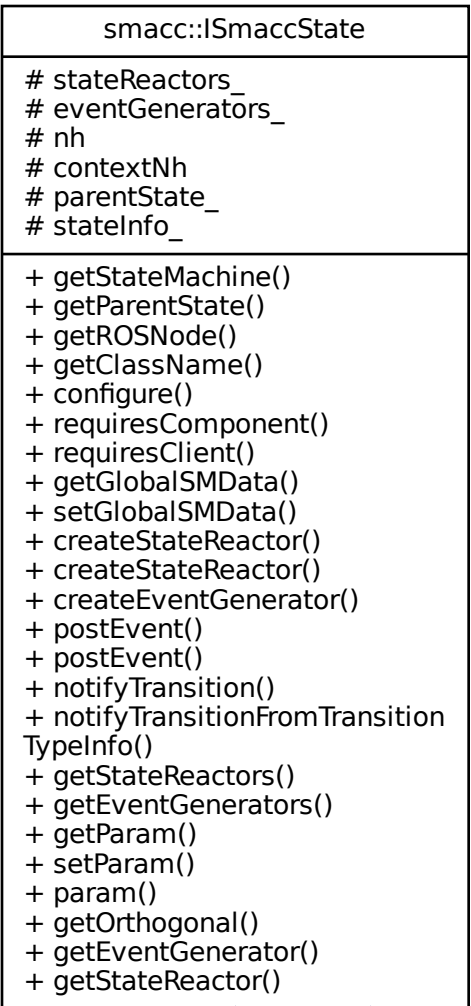 smacc::ISmaccState
# stateReactors_
# eventGenerators_
# nh
# contextNh
# parentState_
# stateInfo_
+ getStateMachine()
+ getParentState()
+ getROSNode()
+ getClassName()
+ configure()
+ requiresComponent()
+ requiresClient()
+ getGlobalSMData()
+ setGlobalSMData()
+ createStateReactor()
+ createStateReactor()
+ createEventGenerator()
+ postEvent()
+ postEvent()
+ notifyTransition()
+ notifyTransitionFromTransition
TypeInfo()
+ getStateReactors()
+ getEventGenerators()
+ getParam()
+ setParam()
+ param()
+ getOrthogonal()
+ getEventGenerator()
+ getStateReactor()